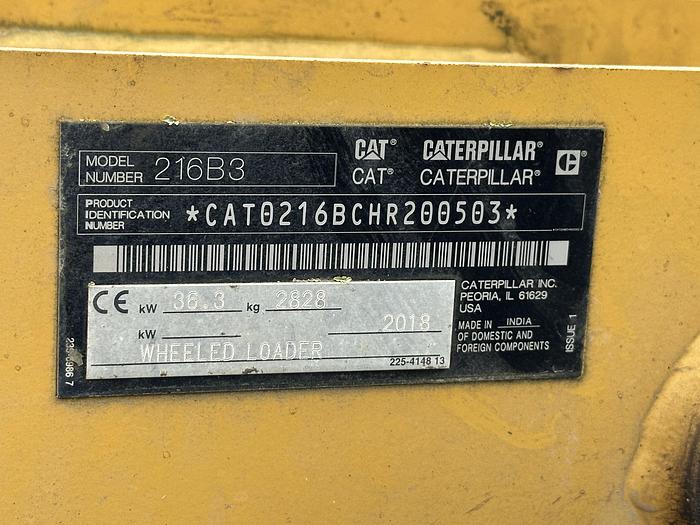 MODEL NUMBER 216B3
CAT® CATERPILLAR®
CAT® CATERPILLAR® C®
PRODUCT IDENTIFICATION NUMBER *CAT0216BCHR200503*
CE kW 36.3 kg 2828
kW 2018
WHEELED LOADER
225-4148 13
CATERPILLAR INC.
PEORIA, IL 61629
USA
MADE IN INDIA
OF DOMESTIC AND
FOREIGN COMPONENTS
ISSUE 1